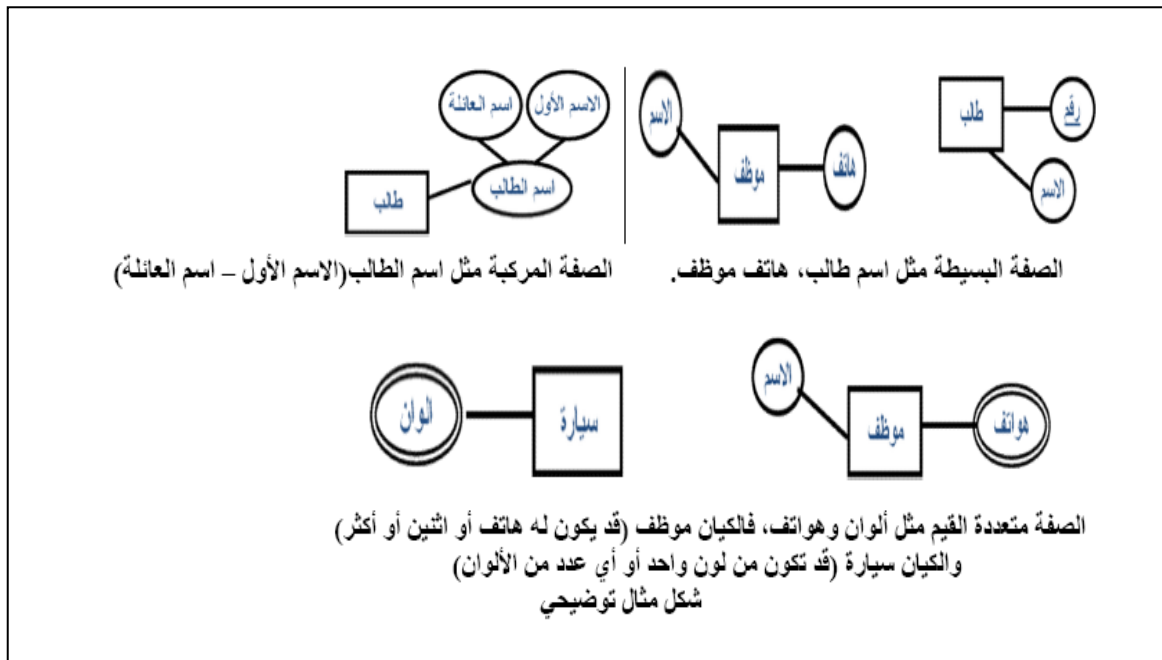 طالب
رقم
الاسم
الاسم
موظف
هاتف
اسم العائلة
الاسم الأول
اسم الطالب
طالب
الصفة البسيطة مثل اسم طالب، هاتف موظف.
الصفة المركبة مثل اسم الطالب(الاسم الأول – اسم العائلة)
الاسم
موظف
هواتف
سيارة
الوان
الصفة متعددة القيم مثل ألوان وهواتف، فالكيان موظف (قد يكون له هاتف أو اثنين أو أكثر)
والكيان سيارة (قد تكون من لون واحد أو أي عدد من الألوان)
شكل مثال توضيحي